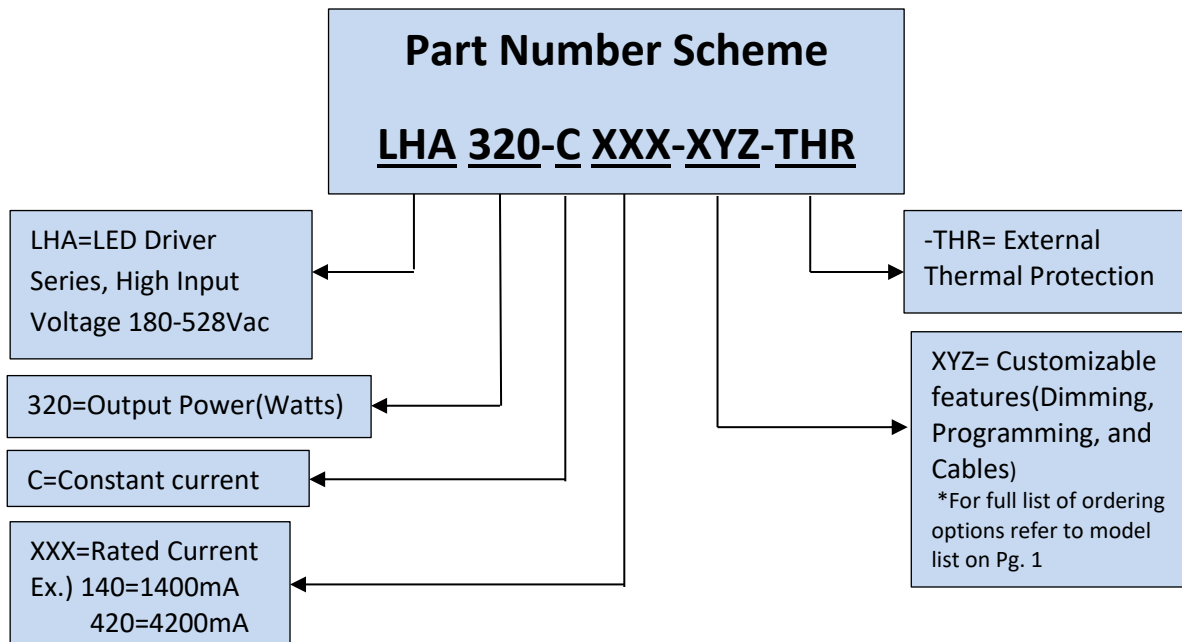 Part Number Scheme
LHA 320-C XXX-XYZ-THR
LHA=LED Driver
Series, High Input
Voltage 180-528Vac
320=Output Power(Watts)
C=Constant current
XXX=Rated Current
Ex.) 140=1400mA
420=4200mA
-THR= External
Thermal Protection
XYZ= Customizable
features(Dimming,
Programming, and
Cables)
*For full list of ordering
options refer to model
list on Pg. 1